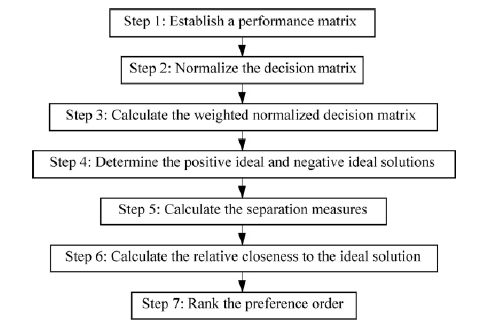 Step 1: Establish a performance matrix
Step 2: Normalize the decision matrix
Step 3: Calculate the weighted normalized decision matrix
Step 4: Determine the positive ideal and negative ideal solutions
Step 5: Calculate the separation measures
Step 6: Calculate the relative closeness to the ideal solution
Step 7: Rank the preference order